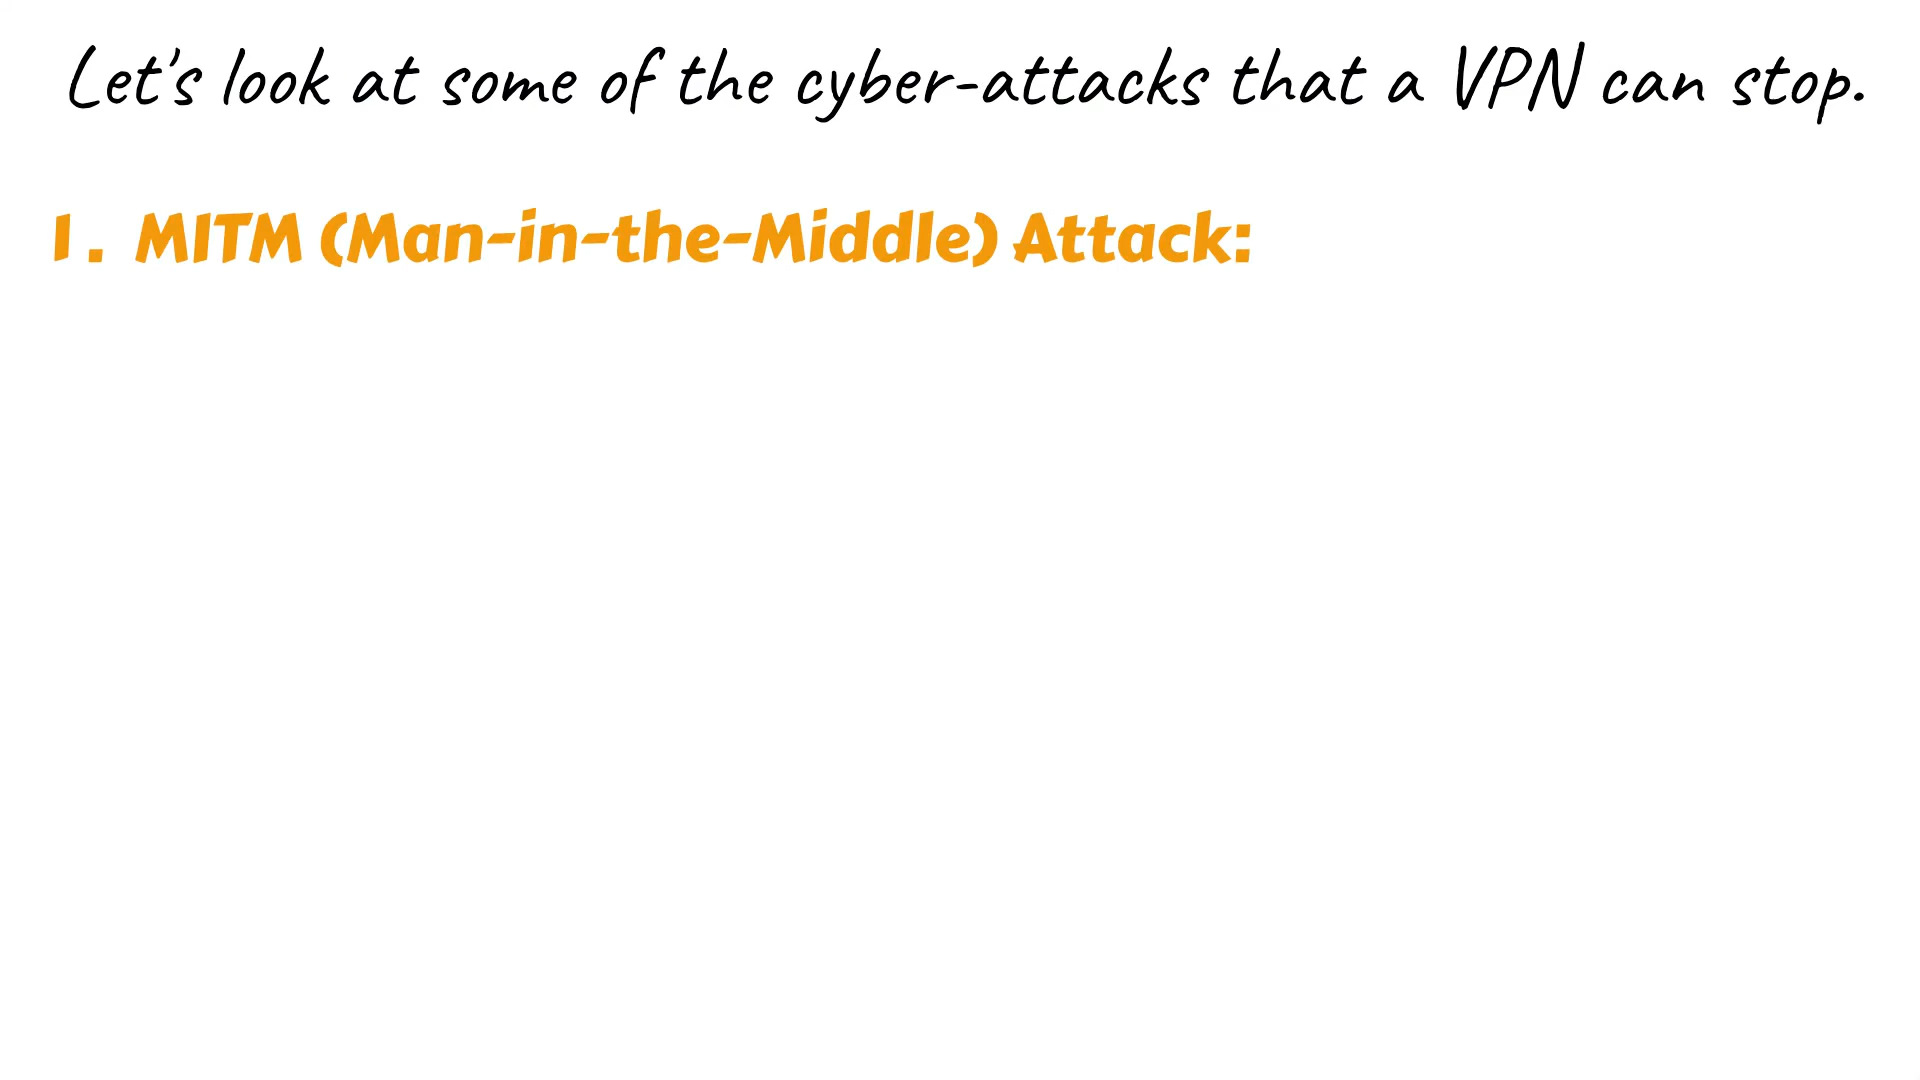 Let's look at some of the cyber-attacks that a VPN can stop.
1. MITM (Man-in-the-Middle) Attack: